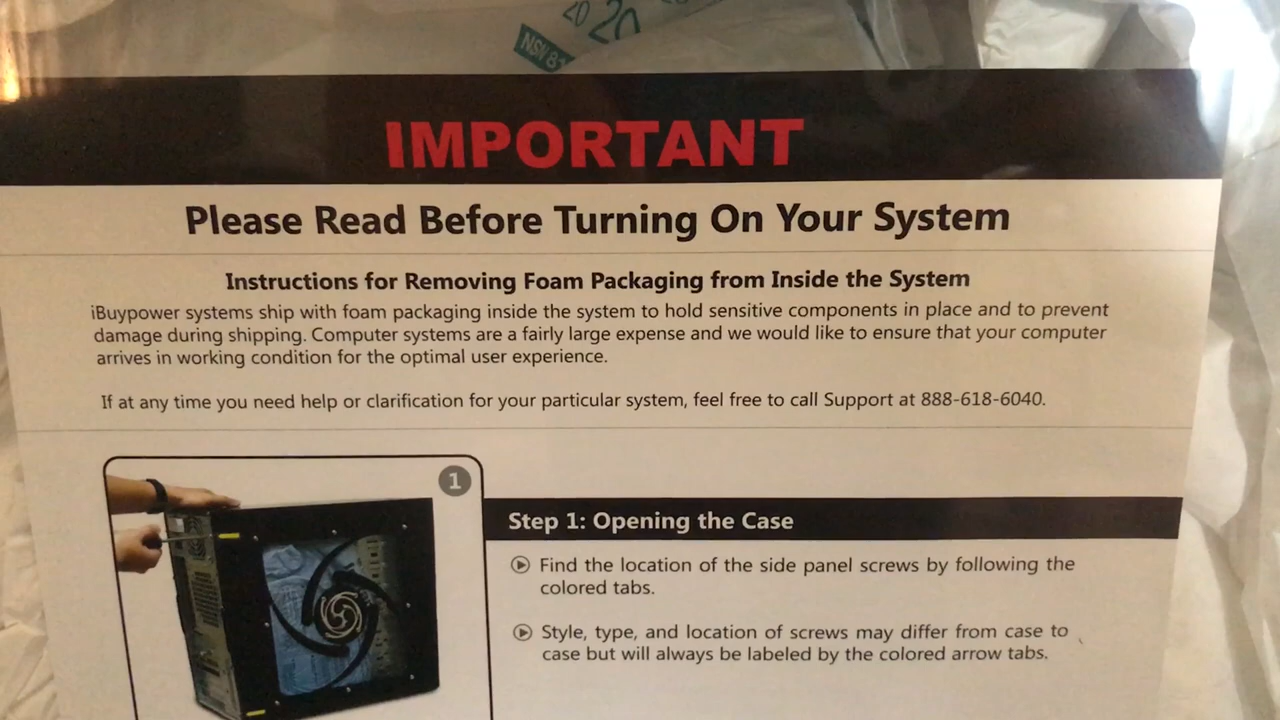 20 20
NSN 81
IMPORTANT
Please Read Before Turning On Your System
Instructions for Removing Foam Packaging from Inside the System
iBuypower systems ship with foam packaging inside the system to hold sensitive components in place and to prevent
damage during shipping. Computer systems are a fairly large expense and we would like to ensure that your computer
arrives in working condition for the optimal user experience.
If at any time you need help or clarification for your particular system, feel free to call Support at 888-618-6040.
1
Step 1: Opening the Case
Find the location of the side panel screws by following the
colored tabs.
Style, type, and location of screws may differ from case to
case but will always be labeled by the colored arrow tabs.